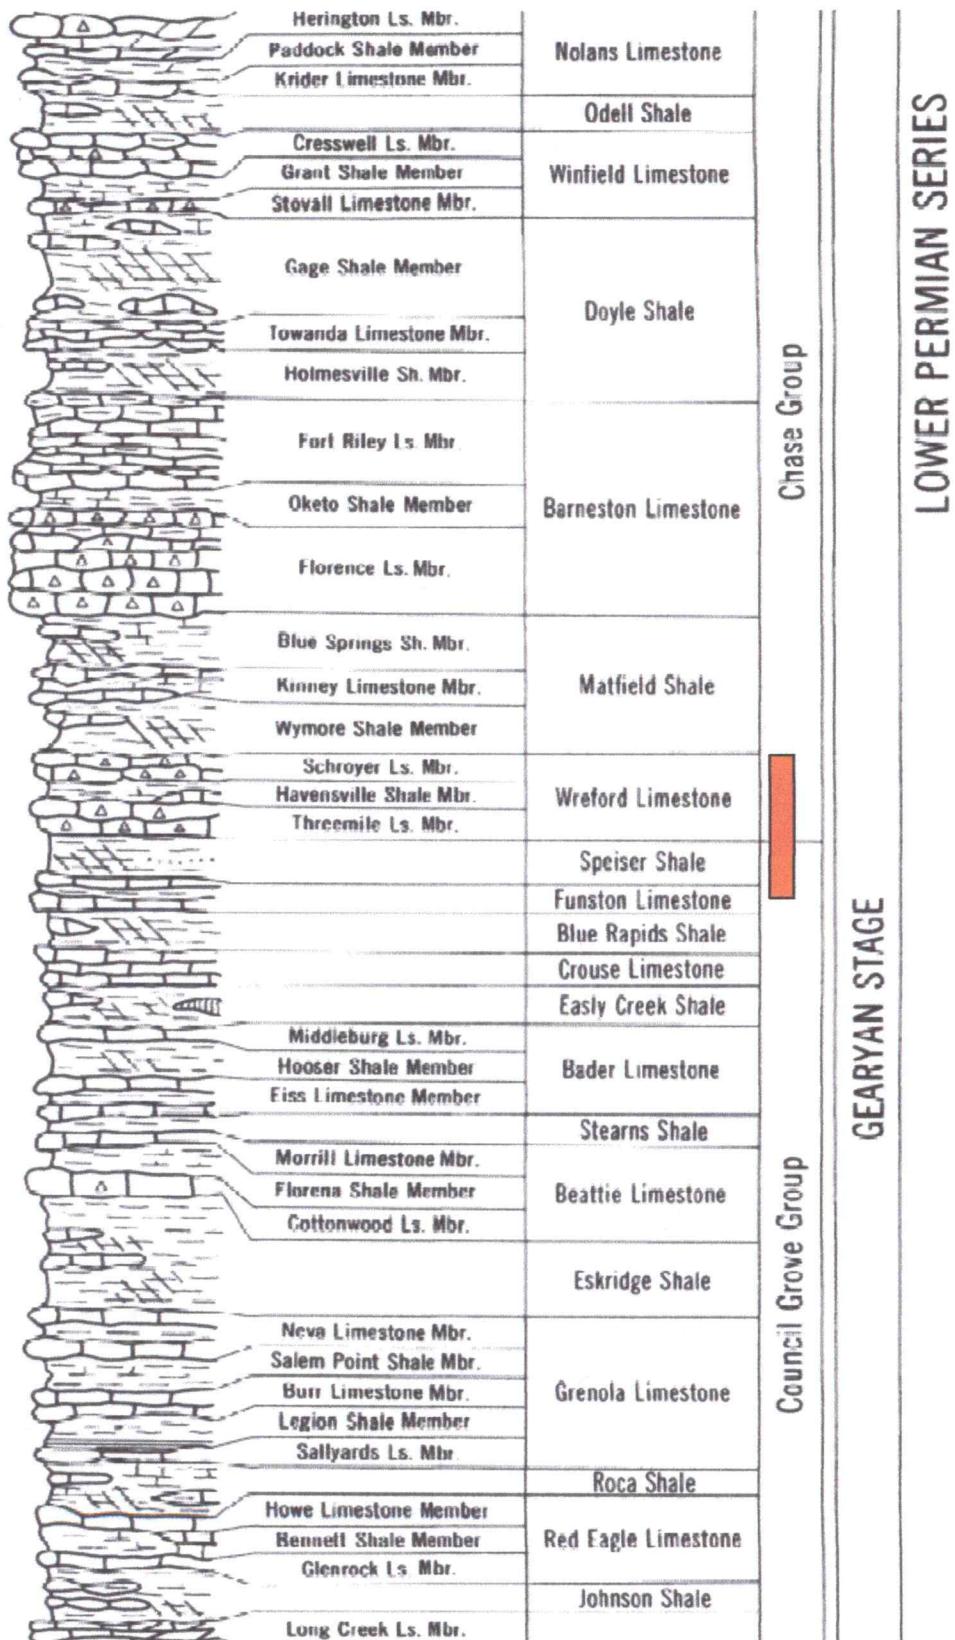 Herington Ls. Mbr.
Paddock Shale Member
Krider Limestone Mbr.
Nolans Limestone
Odell Shale
Cresswell Ls. Mbr.
Grant Shale Member
Stovall Limestone Mbr.
Winfield Limestone
Gage Shale Member
Towanda Limestone Mbr.
Holmesville Sh. Mbr.
Doyle Shale
Fort Riley Ls. Mbr
Oketo Shale Member
Florence Ls. Mbr.
Barneston Limestone
Blue Springs Sh. Mbr.
Kinney Limestone Mbr.
Wymore Shale Member
Matfield Shale
Schroyer Ls. Mbr.
Havensville Shale Mbr.
Threemile Ls. Mbr.
Wreford Limestone
Speiser Shale
Funston Limestone
Blue Rapids Shale
Crouse Limestone
Easly Creek Shale
Middleburg Ls. Mbr.
Hooser Shale Member
Eiss Limestone Member
Bader Limestone
Stearns Shale
Morrill Limestone Mbr.
Florena Shale Member
Cottonwood Ls. Mbr.
Beattie Limestone
Eskridge Shale
Neva Limestone Mbr.
Salem Point Shale Mbr.
Burr Limestone Mbr.
Legion Shale Member
Sallyards Ls. Mbr
Grenola Limestone
Roca Shale
Howe Limestone Member
Bennett Shale Member
Glenrock Ls. Mbr.
Red Eagle Limestone
Johnson Shale
Long Creek Ls. Mbr.
Chase Group
Council Grove Group
GEARYAN STAGE
LOWER PERMIAN SERIES